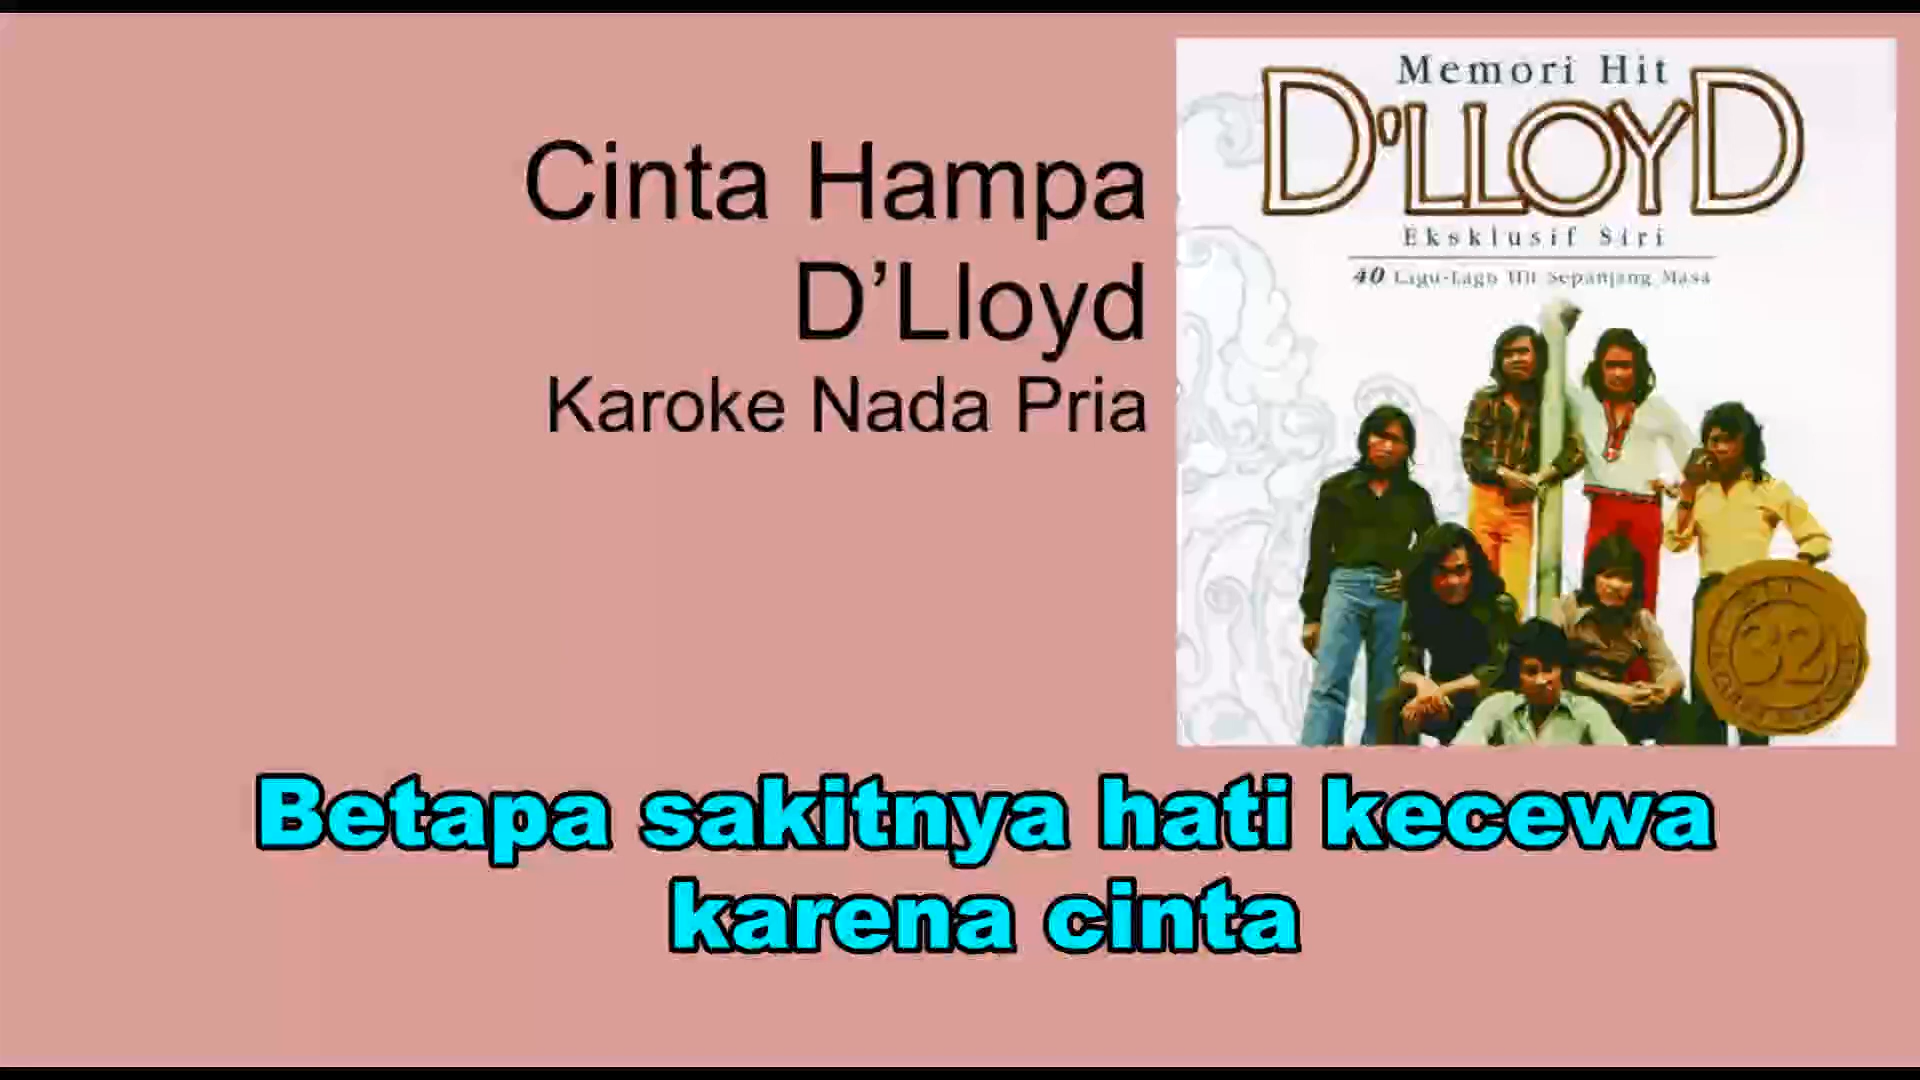 Cinta Hampa
D’Lloyd
Karoke Nada Pria
Memori Hit
D'LLOYD
Eksklusif Siri
40 Lagu-Lagu Hit Sepanjang Masa
32
Betapa sakitnya hati kecewa
karena cinta